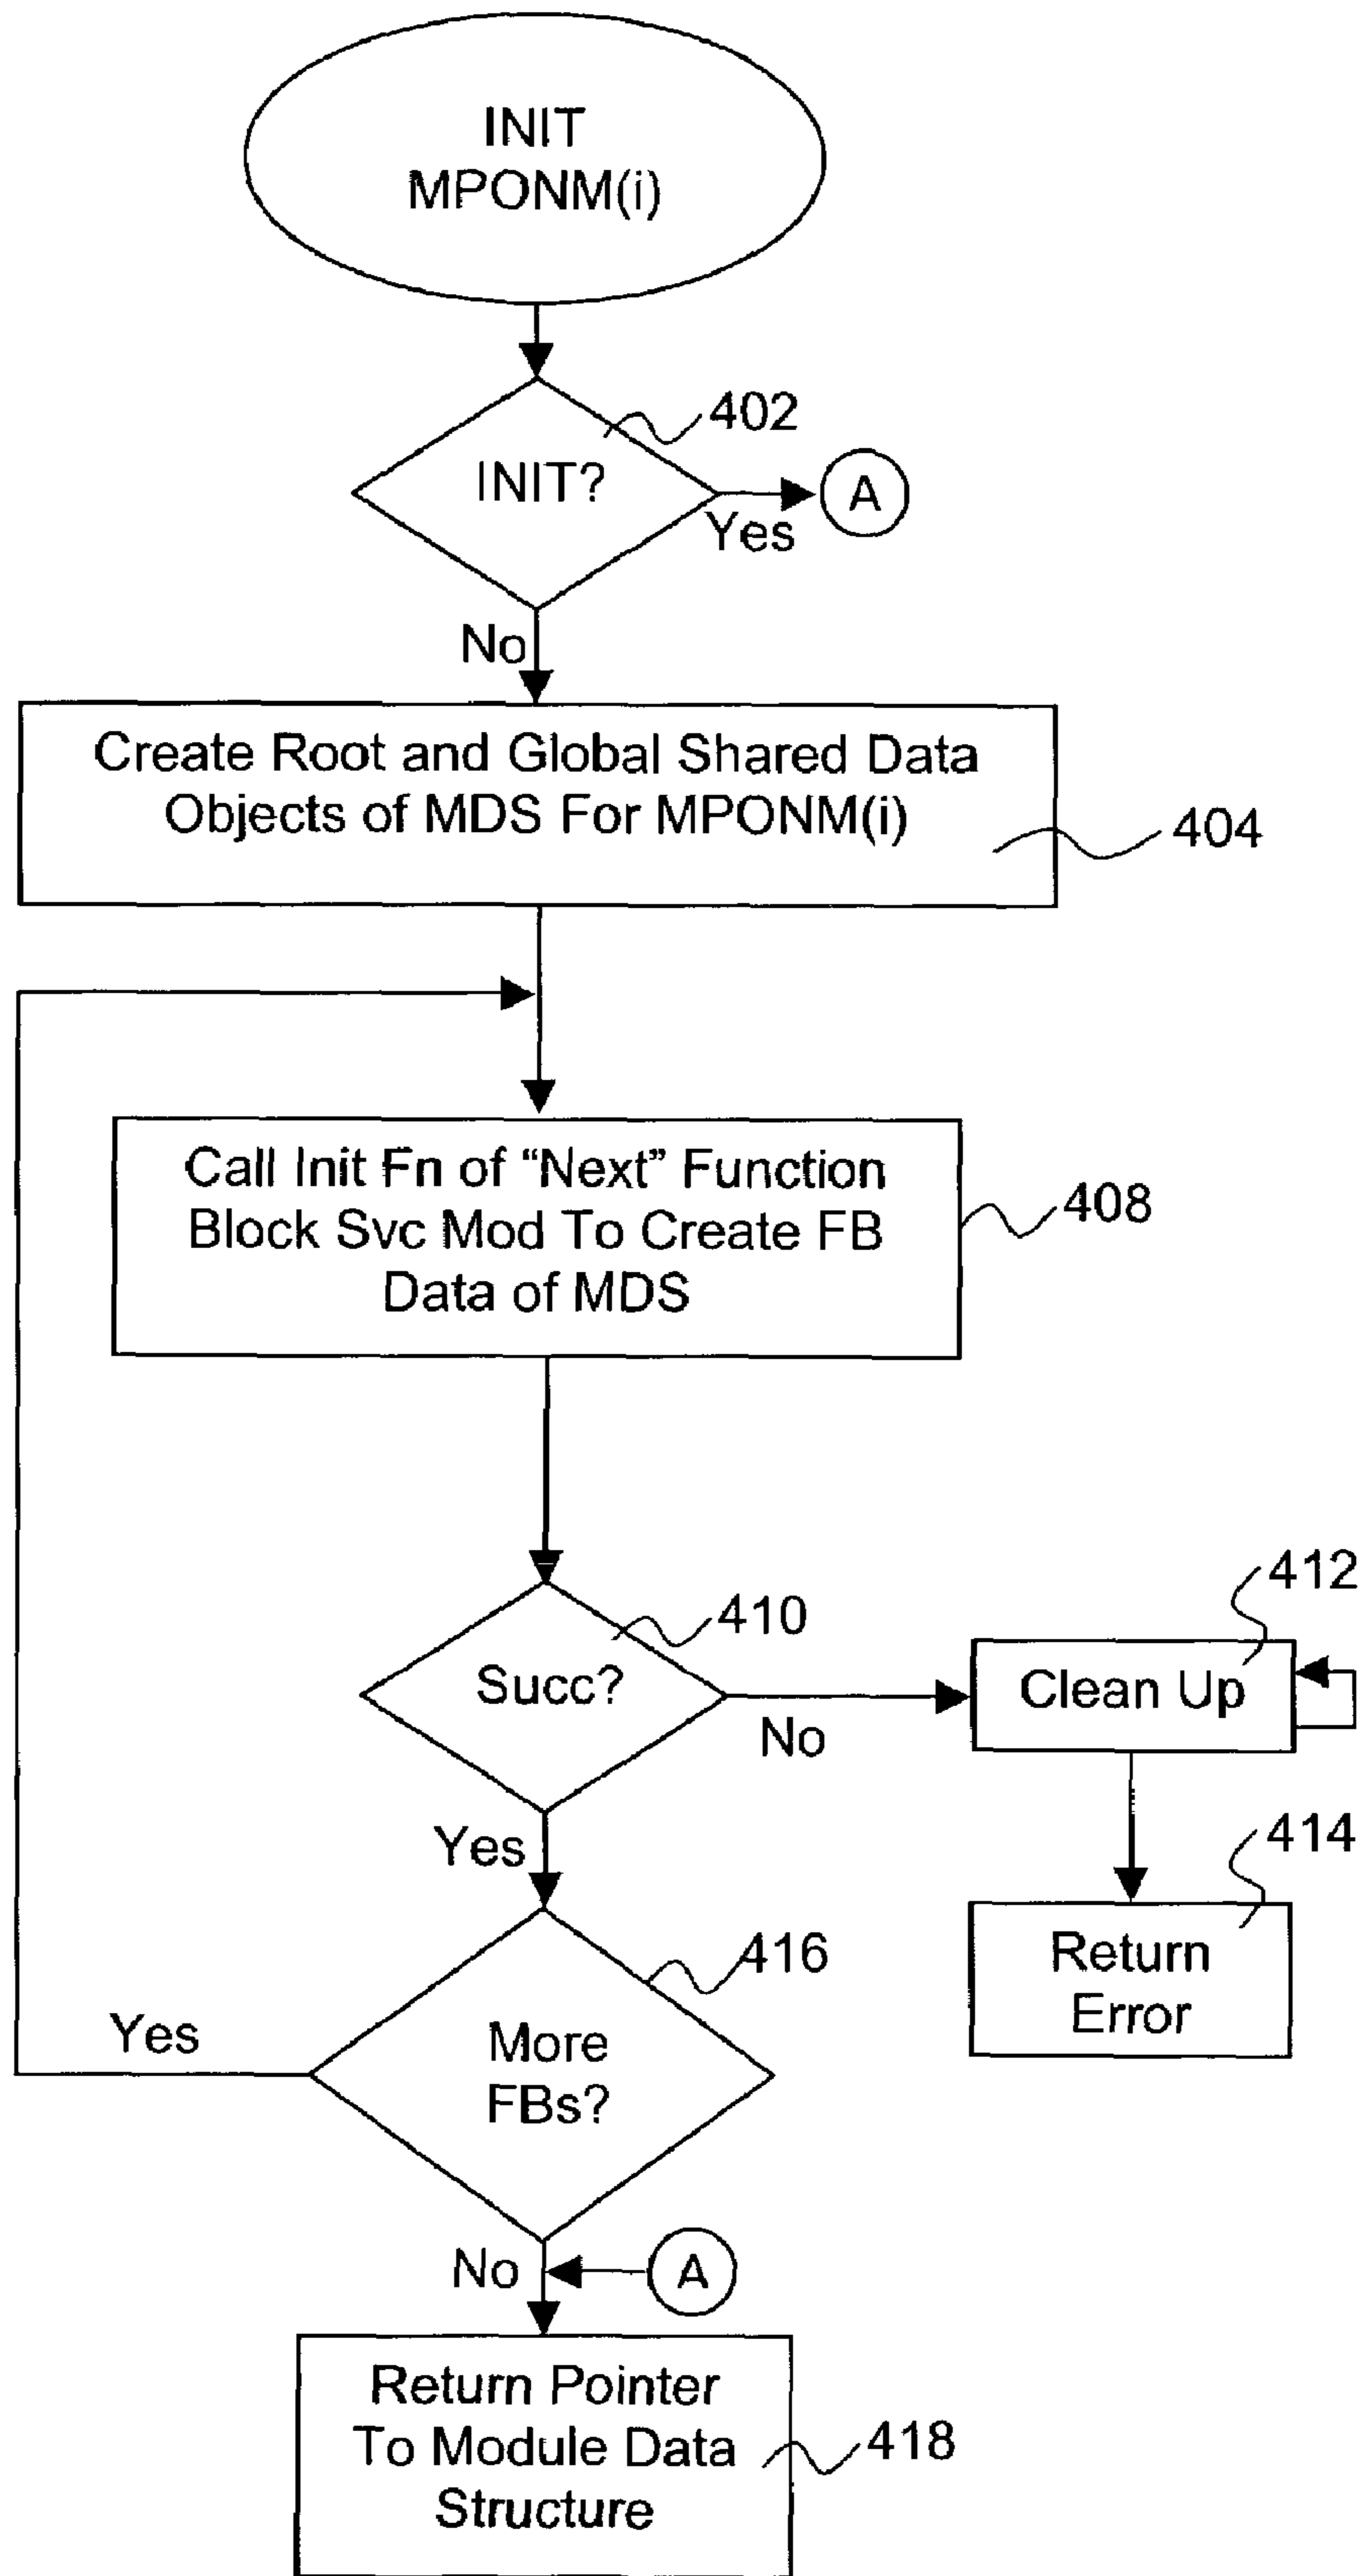 INIT
MPONM(i)
402
INIT?
A
Yes
No
Create Root and Global Shared Data
Objects of MDS For MPONM(i)
404
Call Init Fn of “Next” Function
Block Svc Mod To Create FB
Data of MDS
408
412
410
Succ?
Clean Up
No
Yes
414
416
Return
Error
Yes
More
FBs?
No
A
Return Pointer
To Module Data
Structure
418